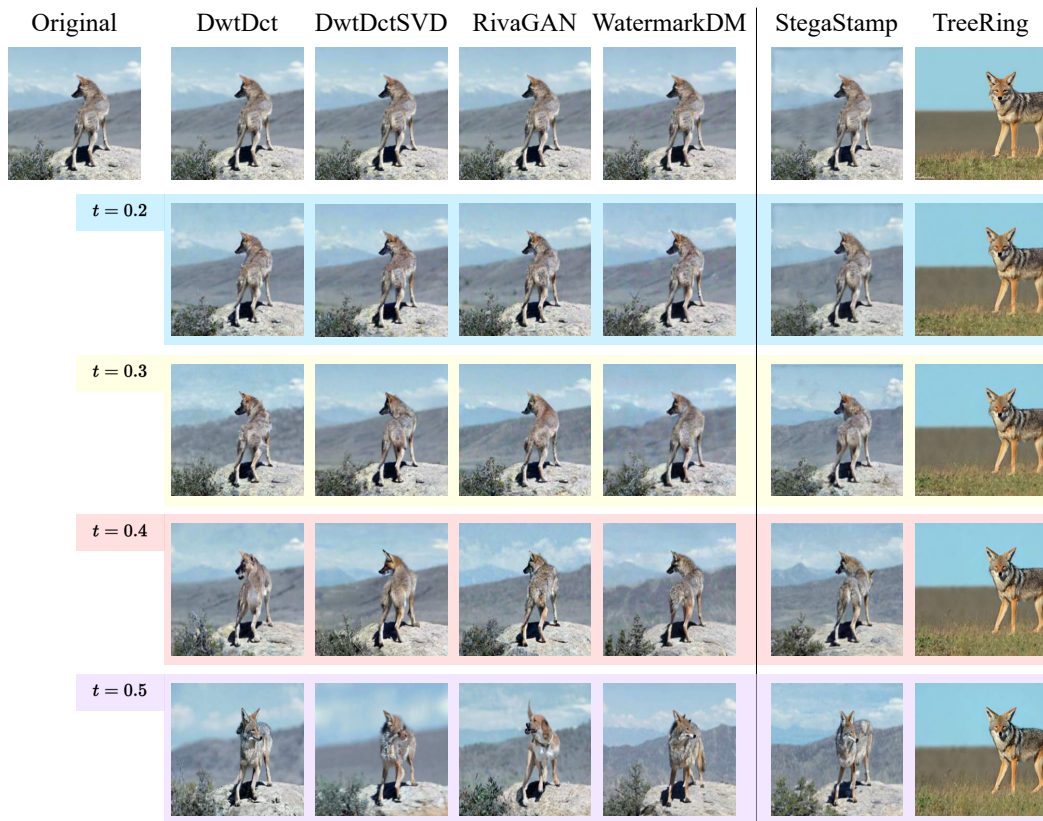 Original DwtDct DwtDctSVD RivaGAN WatermarkDM StegaStamp TreeRing
t = 0.2
t = 0.3
t = 0.4
t = 0.5